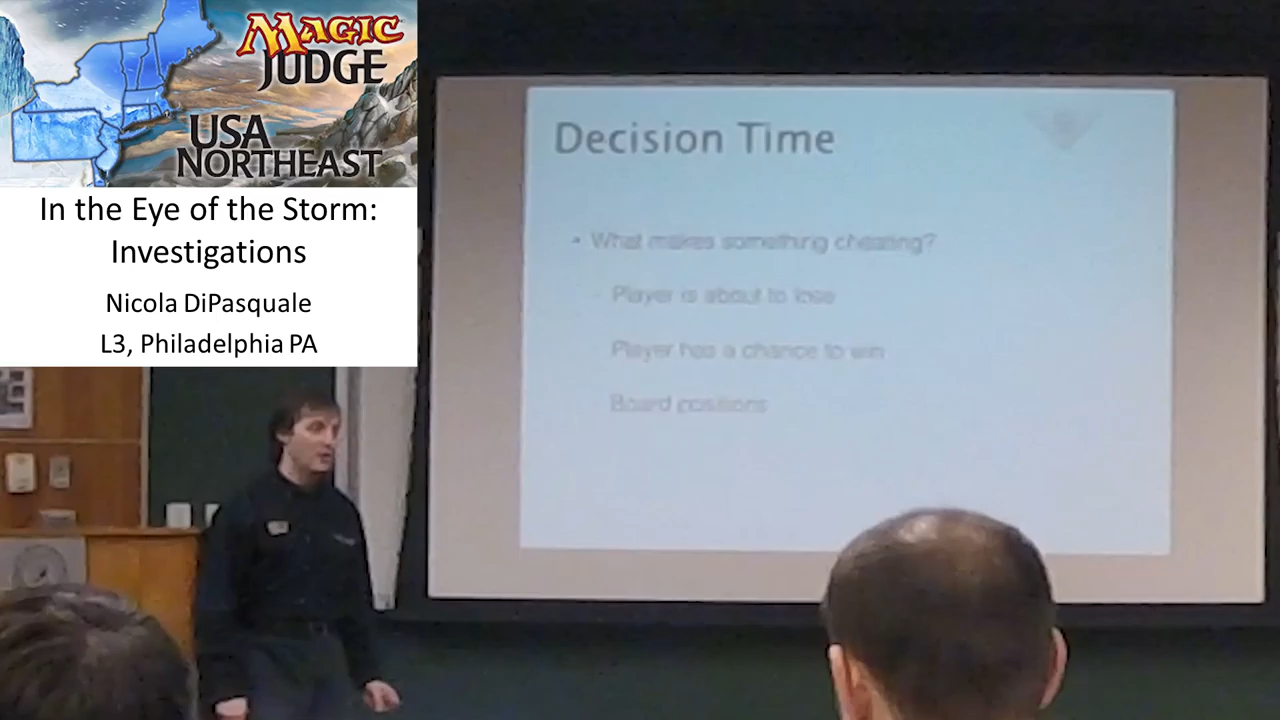 MAGIC
JUDGE
USA
NORTHEAST
In the Eye of the Storm:
Investigations
Nicola DiPasquale
L3, Philadelphia PA
Decision Time
• What makes something cheating?
- Player is about to lose
- Player has a chance to win
- Board positions